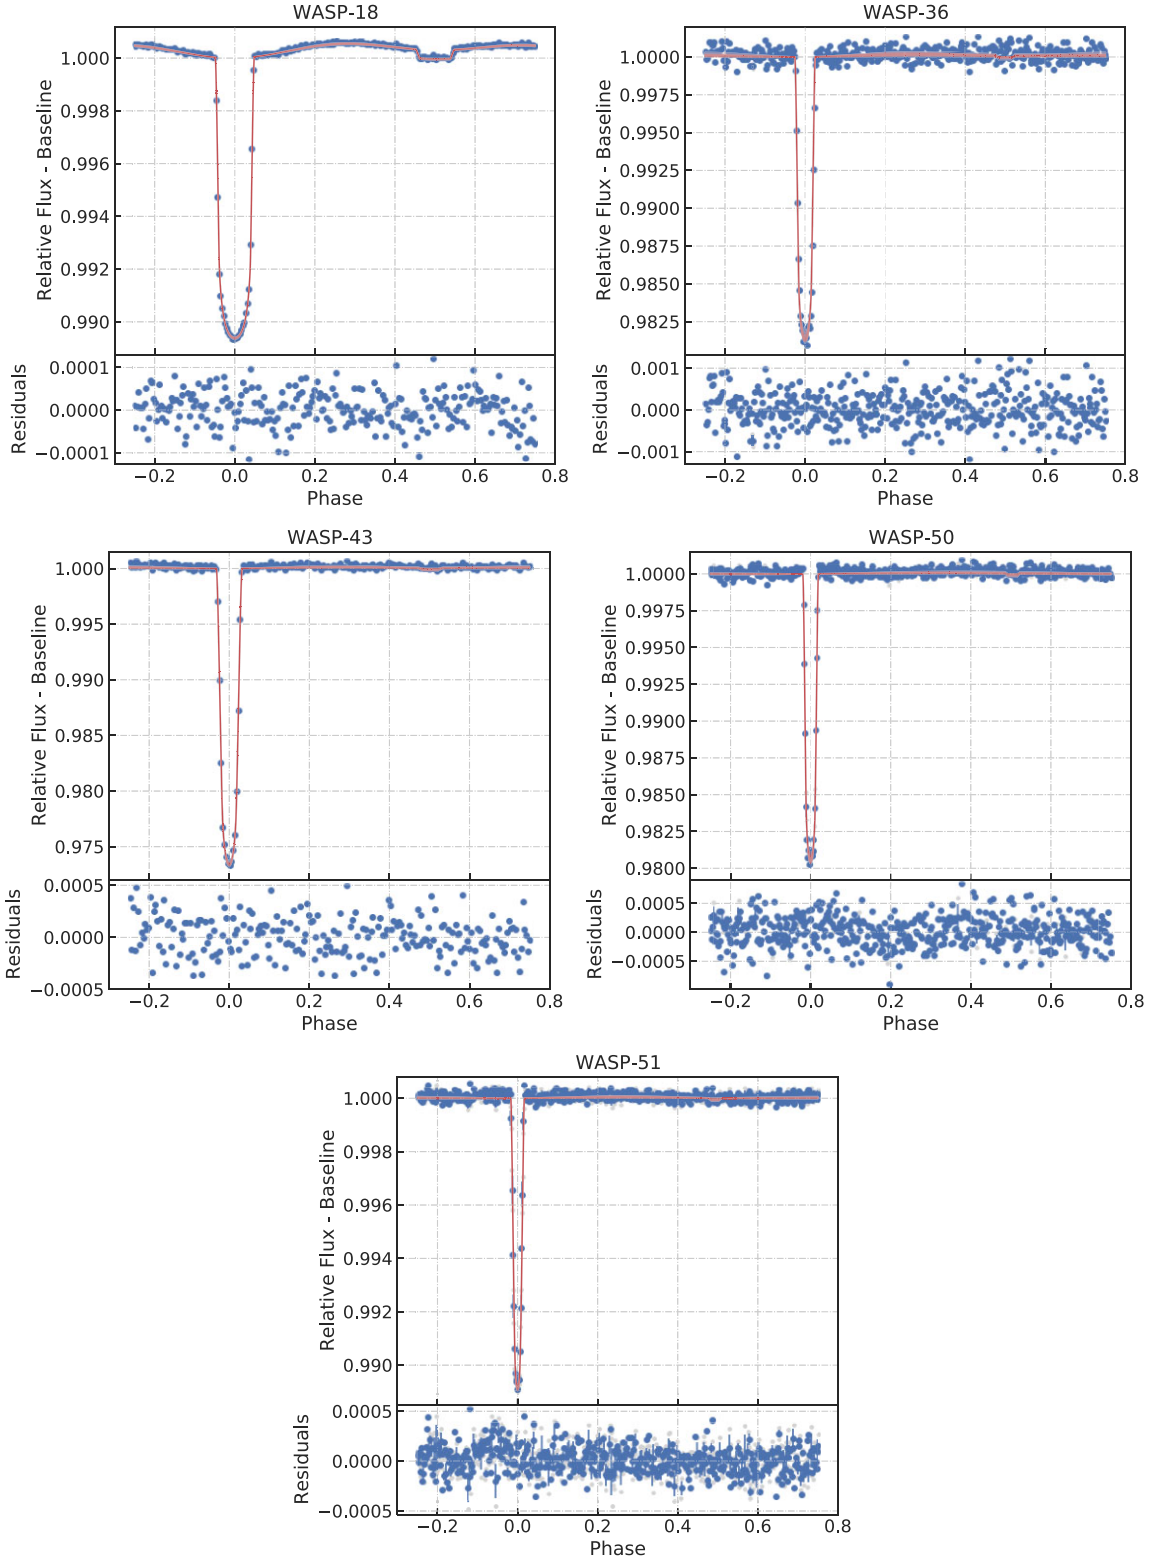 WASP-18
Relative Flux - Baseline
1.000
0.998
0.996
0.994
0.992
0.990
Residuals
0.0001
0.0000
−0.0001
−0.2 0.0 0.2 0.4 0.6 0.8
Phase
WASP-36
Relative Flux - Baseline
1.0000
0.9975
0.9950
0.9925
0.9900
0.9875
0.9850
0.9825
Residuals
0.001
0.000
−0.001
−0.2 0.0 0.2 0.4 0.6 0.8
Phase
WASP-43
Relative Flux - Baseline
1.000
0.995
0.990
0.985
0.980
0.975
Residuals
0.0005
0.0000
−0.0005
−0.2 0.0 0.2 0.4 0.6 0.8
Phase
WASP-50
Relative Flux - Baseline
1.0000
0.9975
0.9950
0.9925
0.9900
0.9875
0.9850
0.9825
0.9800
Residuals
0.0005
0.0000
−0.0005
−0.2 0.0 0.2 0.4 0.6 0.8
Phase
WASP-51
Relative Flux - Baseline
1.000
0.998
0.996
0.994
0.992
0.990
Residuals
0.0005
0.0000
−0.0005
−0.2 0.0 0.2 0.4 0.6 0.8
Phase